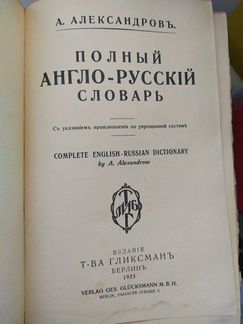 А. АЛЕКСАНДРОВЪ.
ПОЛНЫЙ
АНГЛО-РУССКІЙ
СЛОВАРЬ
Съ указаніемъ произношенія по упрощенной системѣ
COMPLETE ENGLISH-RUSSIAN DICTIONARY
by A. Alexandrow
ИЗДАНІЕ
Т-ВА ГЛИКСМАНЪ
БЕРЛИНЪ
1923
VERLAG GES. GLÜCKSMANN M. B. H.
BERLIN,